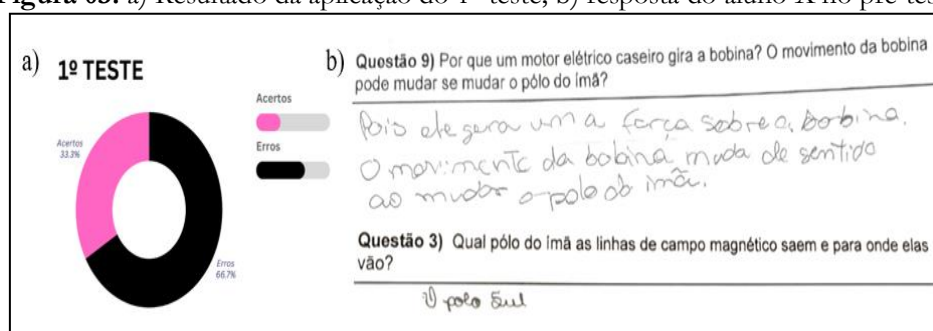 Figura 03: a) Resultado da aplicação do 1º teste; b) resposta do aluno X no pré-tes
a) 1º TESTE
Acertos
Erros
Acertos
33.3%
Erros
66,7%
b) Questão 9) Por que um motor elétrico caseiro gira a bobina? O movimento da bobina
pode mudar se mudar o pólo do ímã?
Pois ele gera uma força sobre a bobina.
O movimento da bobina muda de sentido
ao mudar o polo do imã.
Questão 3) Qual pólo do imã as linhas de campo magnético saem e para onde elas
vão?
polo Sul